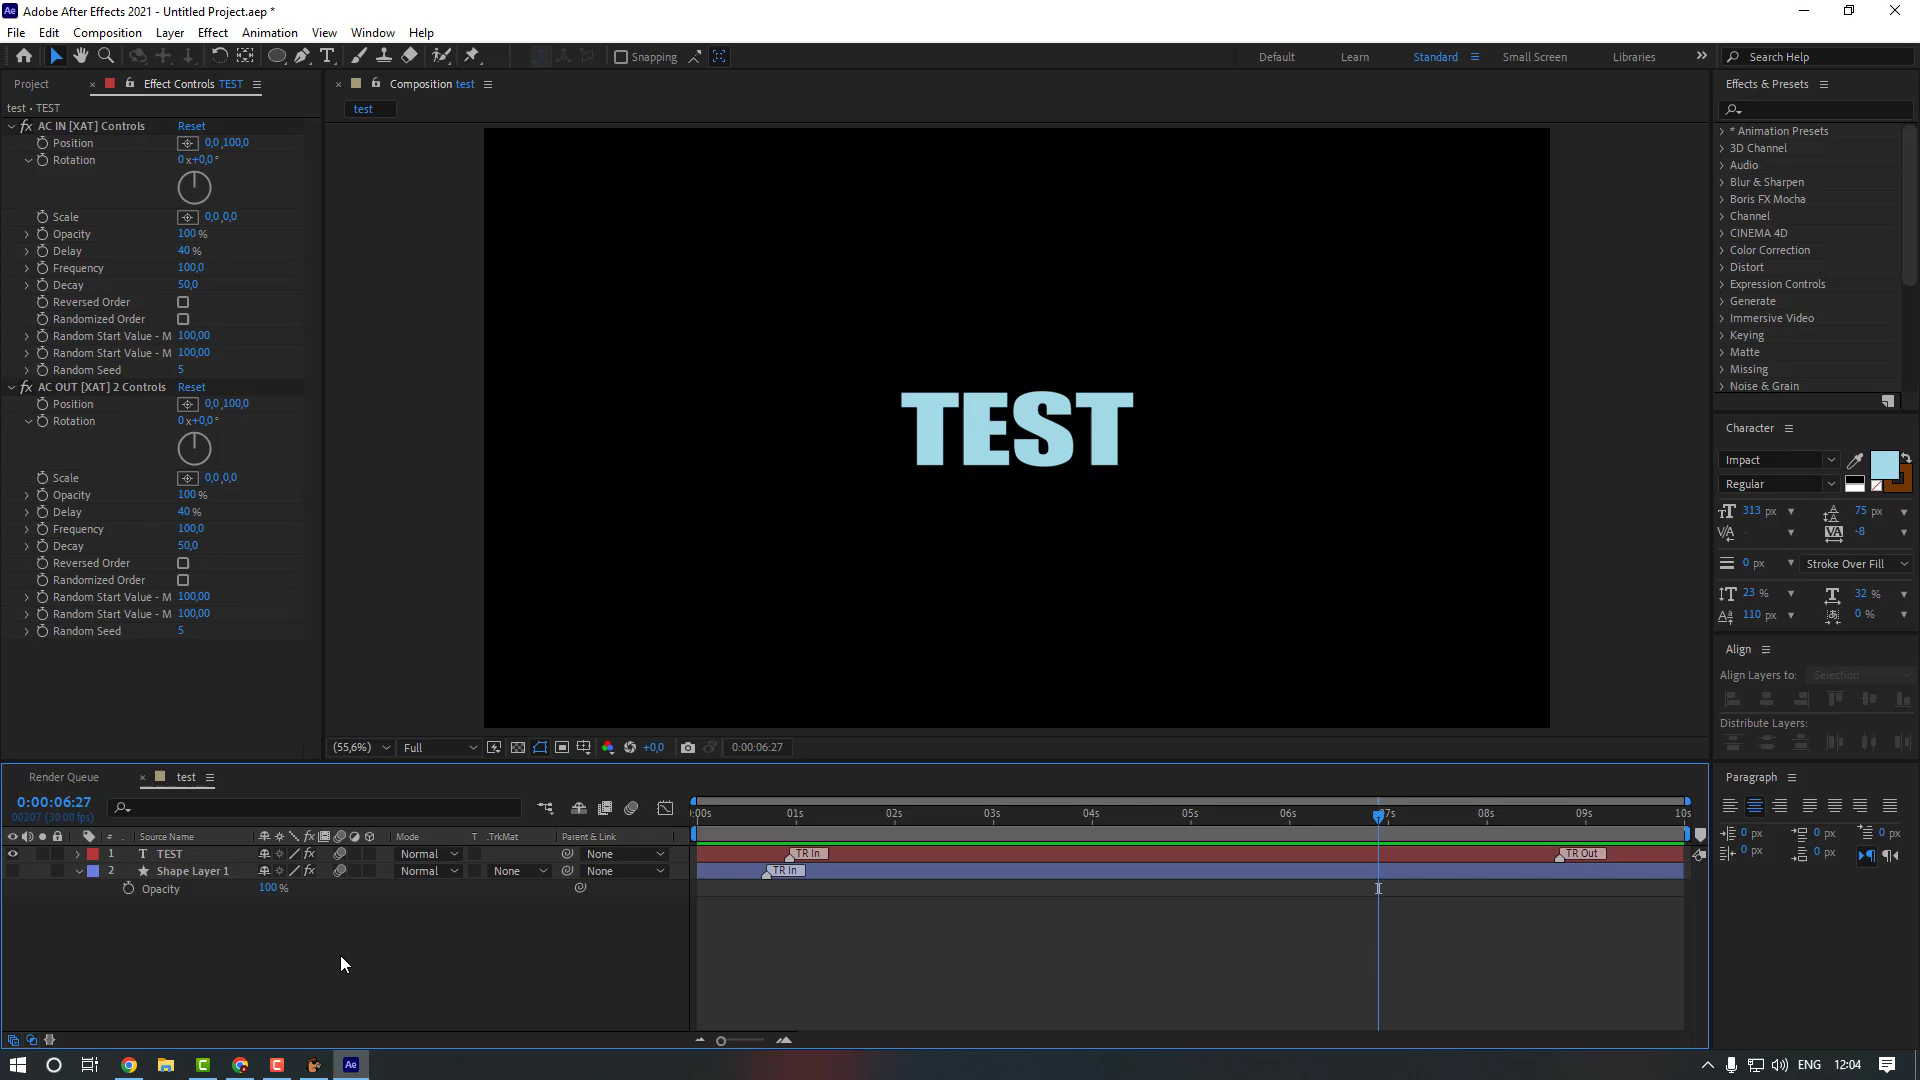 Adobe After Effects 2021 - Untitled Project.aep *
File Edit Composition Layer Effect Animation View Window Help
Snapping Default Learn Standard Small Screen Libraries Search Help
Project Effect Controls TEST
Composition test
Effects & Presets
test • TEST
test
AC IN [XAT] Controls Reset
Position 0,0 ,100,0
Rotation 0 x+0,0 °
Scale 0,0 ,0,0
Opacity 100 %
Delay 40 %
Frequency 100,0
Decay 50,0
Reversed Order
Randomized Order
Random Start Value - M 100,00
Random Start Value - M 100,00
Random Seed 5
AC OUT [XAT] 2 Controls Reset
Position 0,0 ,100,0
Rotation 0 x+0,0 °
Scale 0,0 ,0,0
Opacity 100 %
Delay 40 %
Frequency 100,0
Decay 50,0
Reversed Order
Randomized Order
Random Start Value - M 100,00
Random Start Value - M 100,00
Random Seed 5
TEST
* Animation Presets
3D Channel
Audio
Blur & Sharpen
Boris FX Mocha
Channel
CINEMA 4D
Color Correction
Distort
Expression Controls
Generate
Immersive Video
Keying
Matte
Missing
Noise & Grain
Character
Impact
Regular
313 px 75 px
-8
0 px Stroke Over Fill
23 % 32 %
110 px 0 %
Align
Align Layers to: Selection
Distribute Layers:
(55,6%) Full +0,0 0:00:06:27
Render Queue test
Paragraph
0 px 0 px 0 px
0 px 0 px
0:00:06:27
00207 (30.00 fps)
:00s 01s 02s 03s 04s 05s 06s 07s 08s 09s 10s
# Source Name Mode T .TrkMat Parent & Link
1 TEST Normal None TR In TR Out
2 Shape Layer 1 Normal None None TR In
Opacity 100 %
Ae ENG 12:04